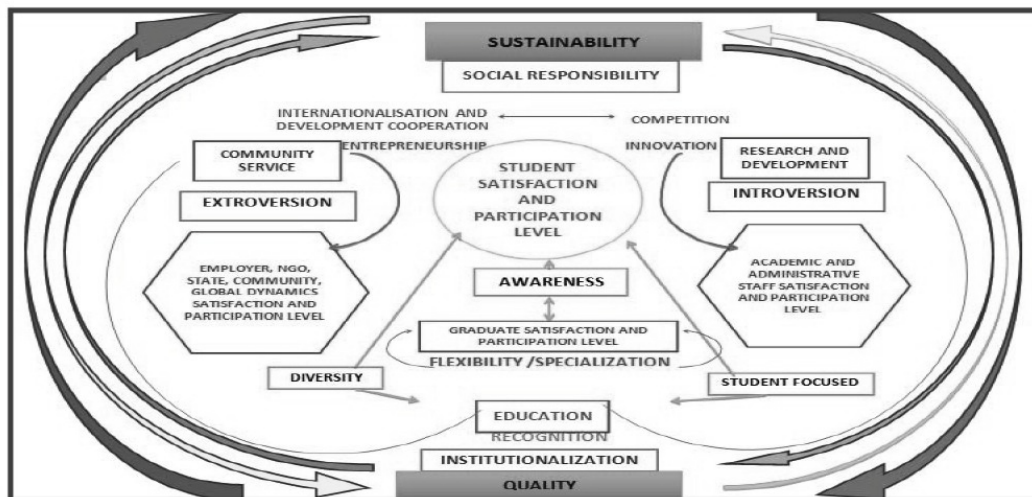 SUSTAINABILITY
SOCIAL RESPONSIBILITY
INTERNATIONALISATION AND
DEVELOPMENT COOPERATION
COMPETITION
ENTREPRENEURSHIP
INNOVATION
COMMUNITY
SERVICE
RESEARCH AND
DEVELOPMENT
STUDENT
SATISFACTION
AND
PARTICIPATION
LEVEL
EXTROVERSION
INTROVERSION
EMPLOYER, NGO,
STATE, COMMUNITY,
GLOBAL DYNAMICS
SATISFACTION AND
PARTICIPATION LEVEL
ACADEMIC AND
ADMINISTRATIVE
STAFF SATISFACTION
AND PARTICIPATION
LEVEL
AWARENESS
GRADUATE SATISFACTION AND
PARTICIPATION LEVEL
FLEXIBILITY /SPECIALIZATION
DIVERSITY
STUDENT FOCUSED
EDUCATION
RECOGNITION
INSTITUTIONALIZATION
QUALITY